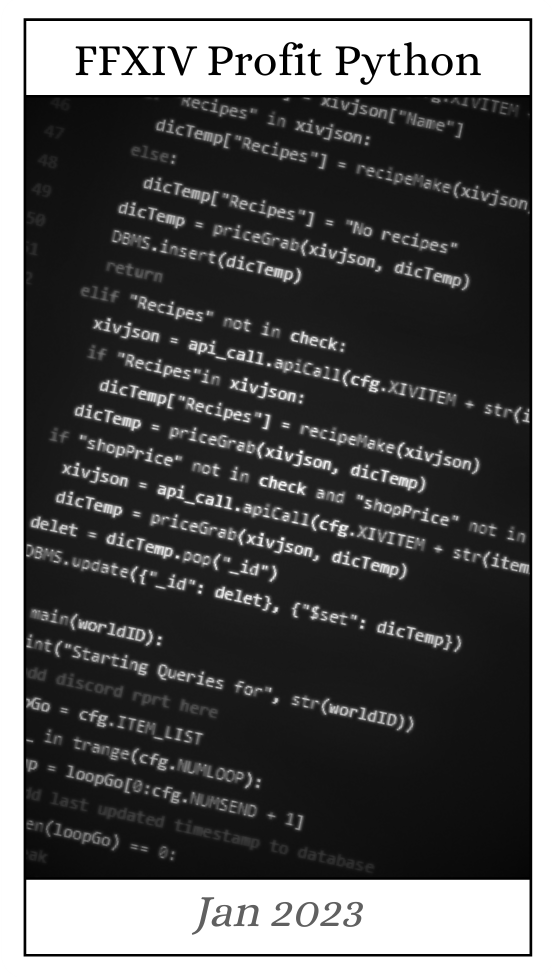 FFXIV Profit Python
46
"Recipes" in xivjson:
47
dicTemp["Recipes"] = recipeMake(xivjson
48
else:
49
dicTemp["Recipes"] = "No recipes"
50
dicTemp = priceGrab(xivjson, dicTemp)
DBMS.insert(dicTemp)
return
elif "Recipes" not in check:
xivjson = api_call.apiCall(cfg.XIVITEM + str(i
if "Recipes"in xivjson:
dicTemp["Recipes"] = recipeMake(xivjson)
dicTemp = priceGrab(xivjson, dicTemp)
if "shopPrice" not in check and "shopPrice" not in
xivjson = api_call.apiCall(cfg.XIVITEM + str(item
dicTemp = priceGrab(xivjson, dicTemp)
delet = dicTemp.pop("_id")
DBMS.update({"_id": delet}, {"$set": dicTemp})
main(worldID):
int("Starting Queries for", str(worldID))
dd discord rprt here
pGo = cfg.ITEM_LIST
_ in trange(cfg.NUMLOOP):
mp = loopGo[0:cfg.NUMSEND + 1]
dd last updated timestamp to database
en(loopGo) == 0:
eak
Jan 2023